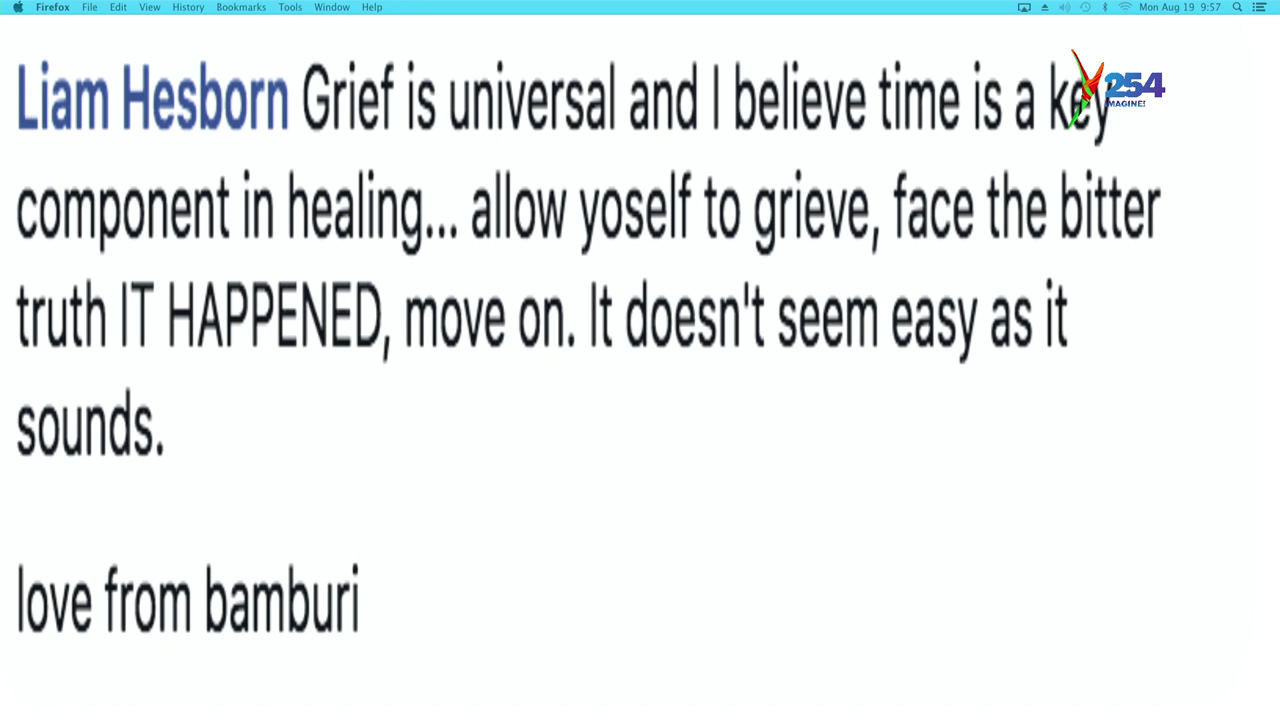 Firefox File Edit View History Bookmarks Tools Window Help Mon Aug 19 9:57
Liam Hesborn Grief is universal and I believe time is a key
Y254
IMAGINE!
component in healing... allow yoself to grieve, face the bitter
truth IT HAPPENED, move on. It doesn't seem easy as it
sounds.
love from bamburi